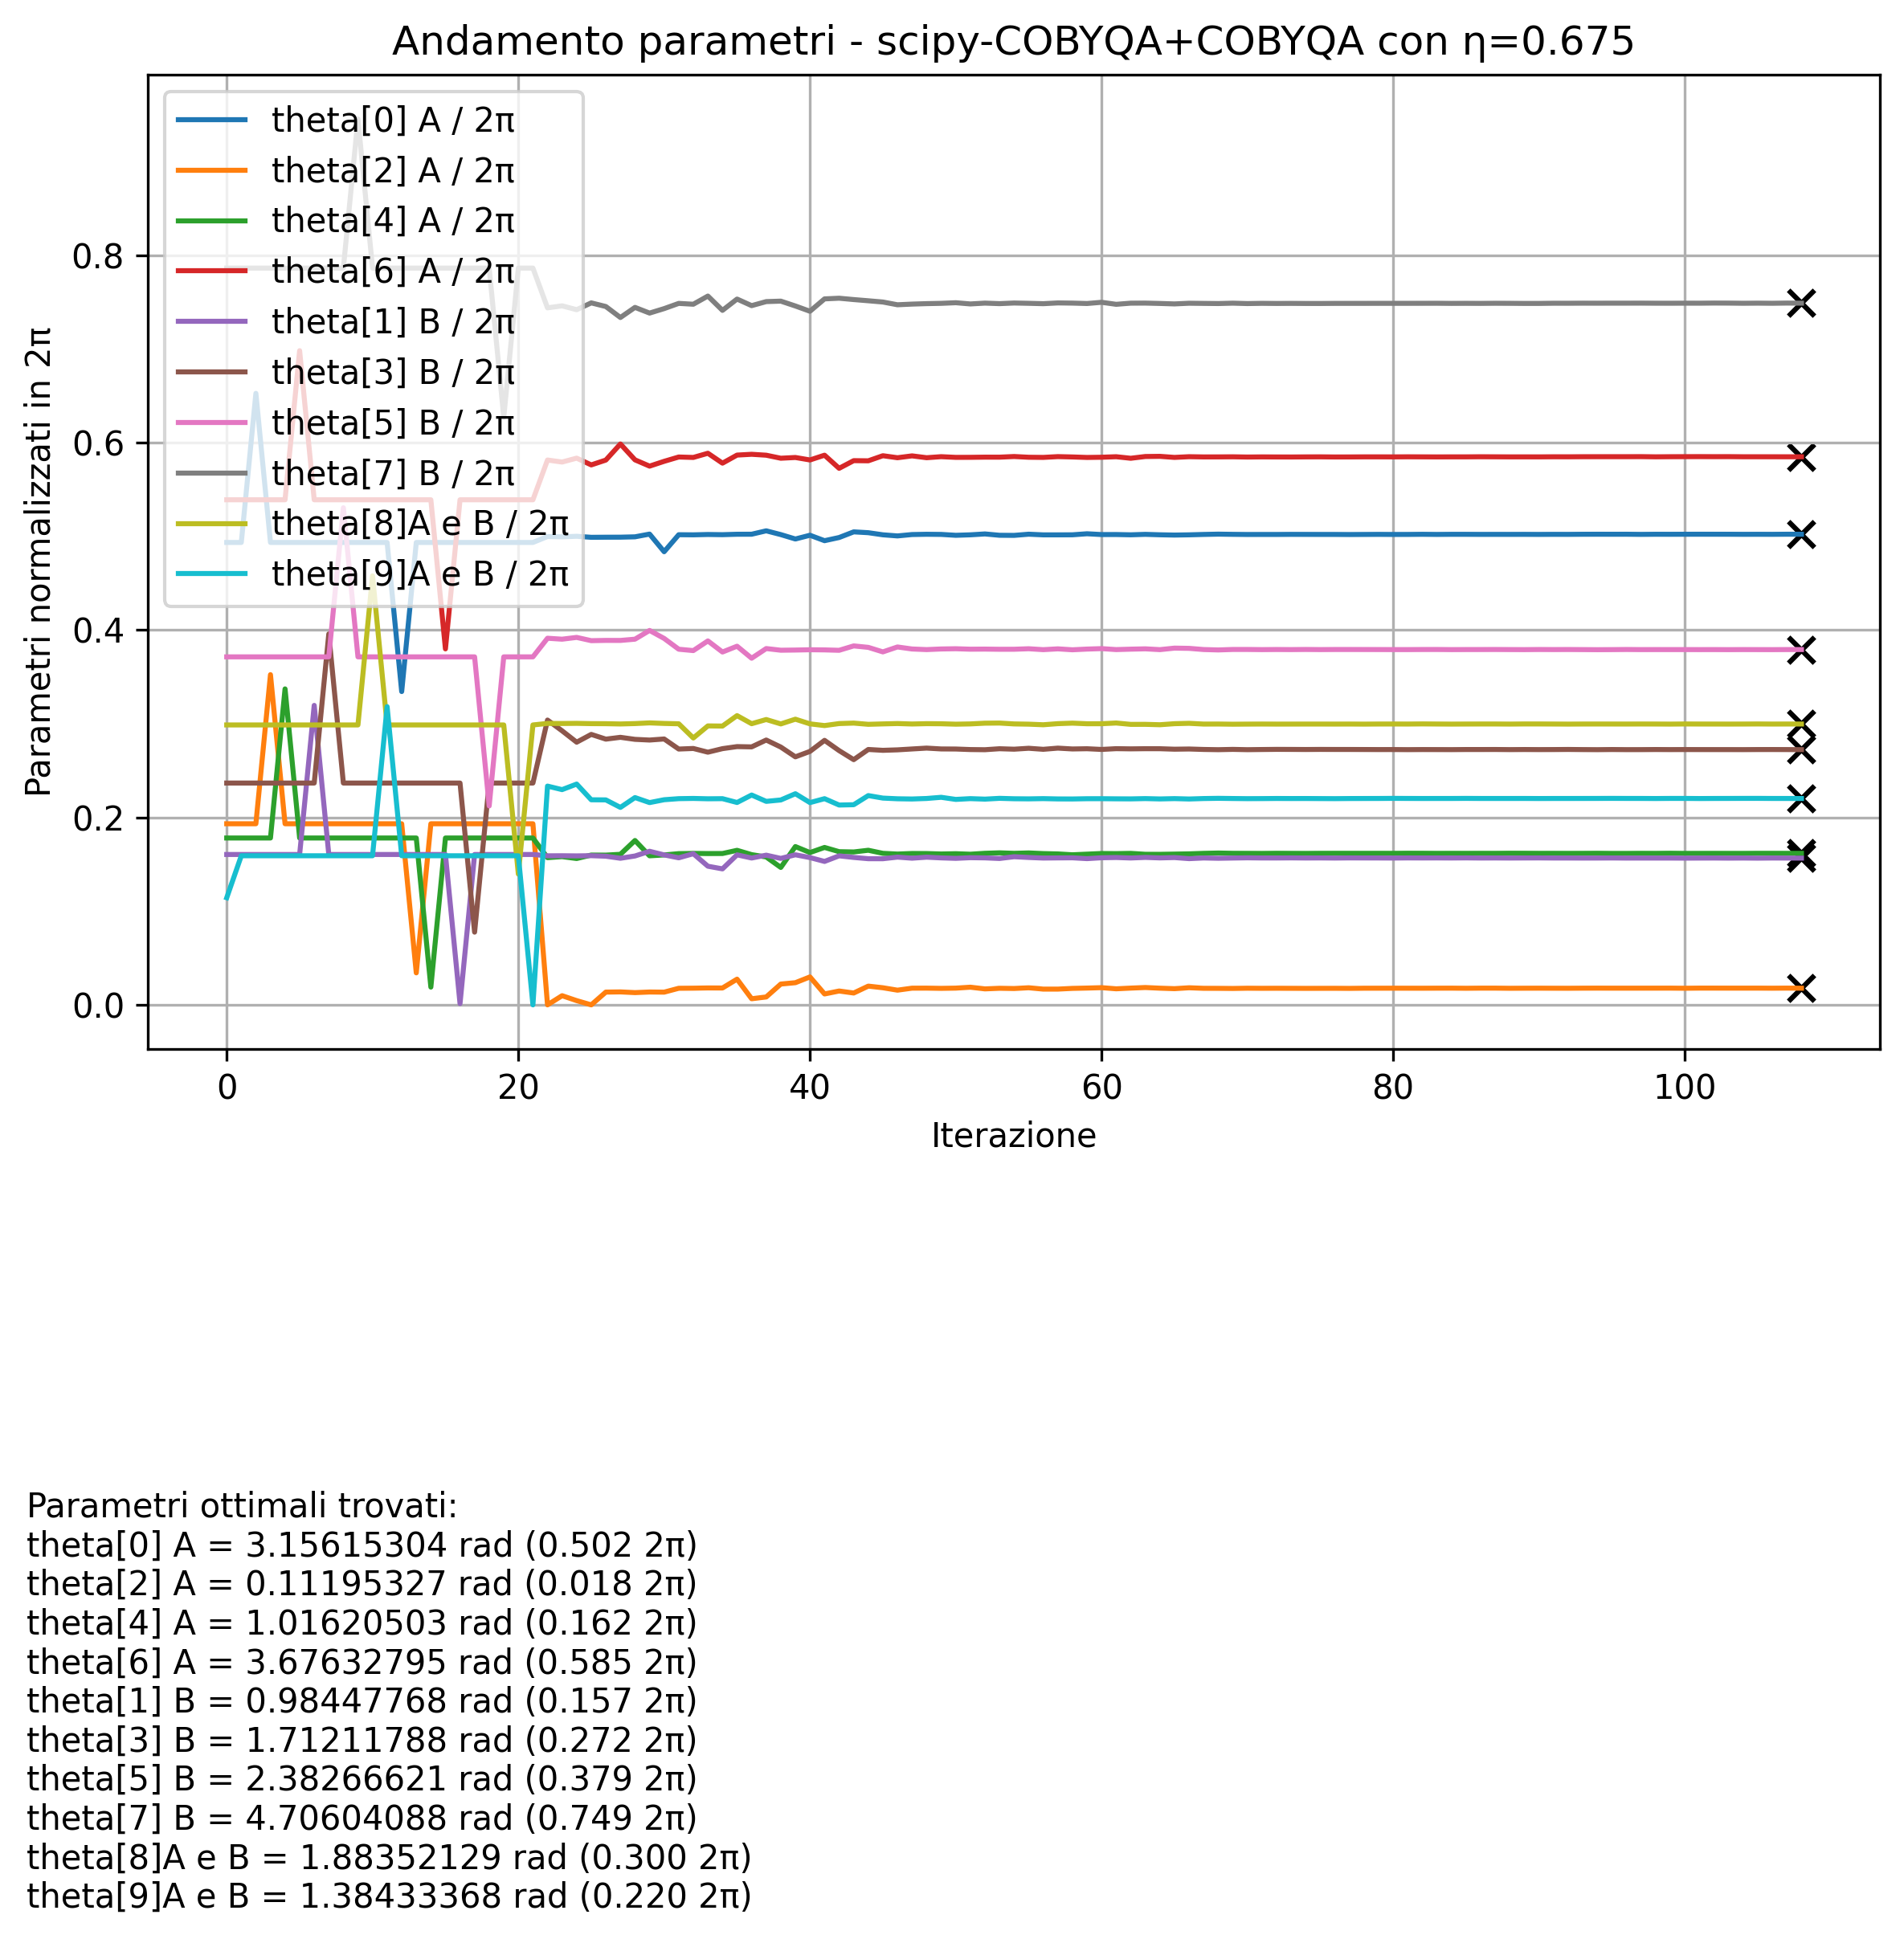 Andamento parametri - scipy-COBYQA+COBYQA con η=0.675
theta[0] A / 2π
theta[2] A / 2π
theta[4] A / 2π
theta[6] A / 2π
theta[1] B / 2π
theta[3] B / 2π
theta[5] B / 2π
theta[7] B / 2π
theta[8]A e B / 2π
theta[9]A e B / 2π
Parametri normalizzati in 2π
0.8
0.6
0.4
0.2
0.0
0 20 40 60 80 100
Iterazione
Parametri ottimali trovati:
theta[0] A = 3.15615304 rad (0.502 2π)
theta[2] A = 0.11195327 rad (0.018 2π)
theta[4] A = 1.01620503 rad (0.162 2π)
theta[6] A = 3.67632795 rad (0.585 2π)
theta[1] B = 0.98447768 rad (0.157 2π)
theta[3] B = 1.71211788 rad (0.272 2π)
theta[5] B = 2.38266621 rad (0.379 2π)
theta[7] B = 4.70604088 rad (0.749 2π)
theta[8]A e B = 1.88352129 rad (0.300 2π)
theta[9]A e B = 1.38433368 rad (0.220 2π)